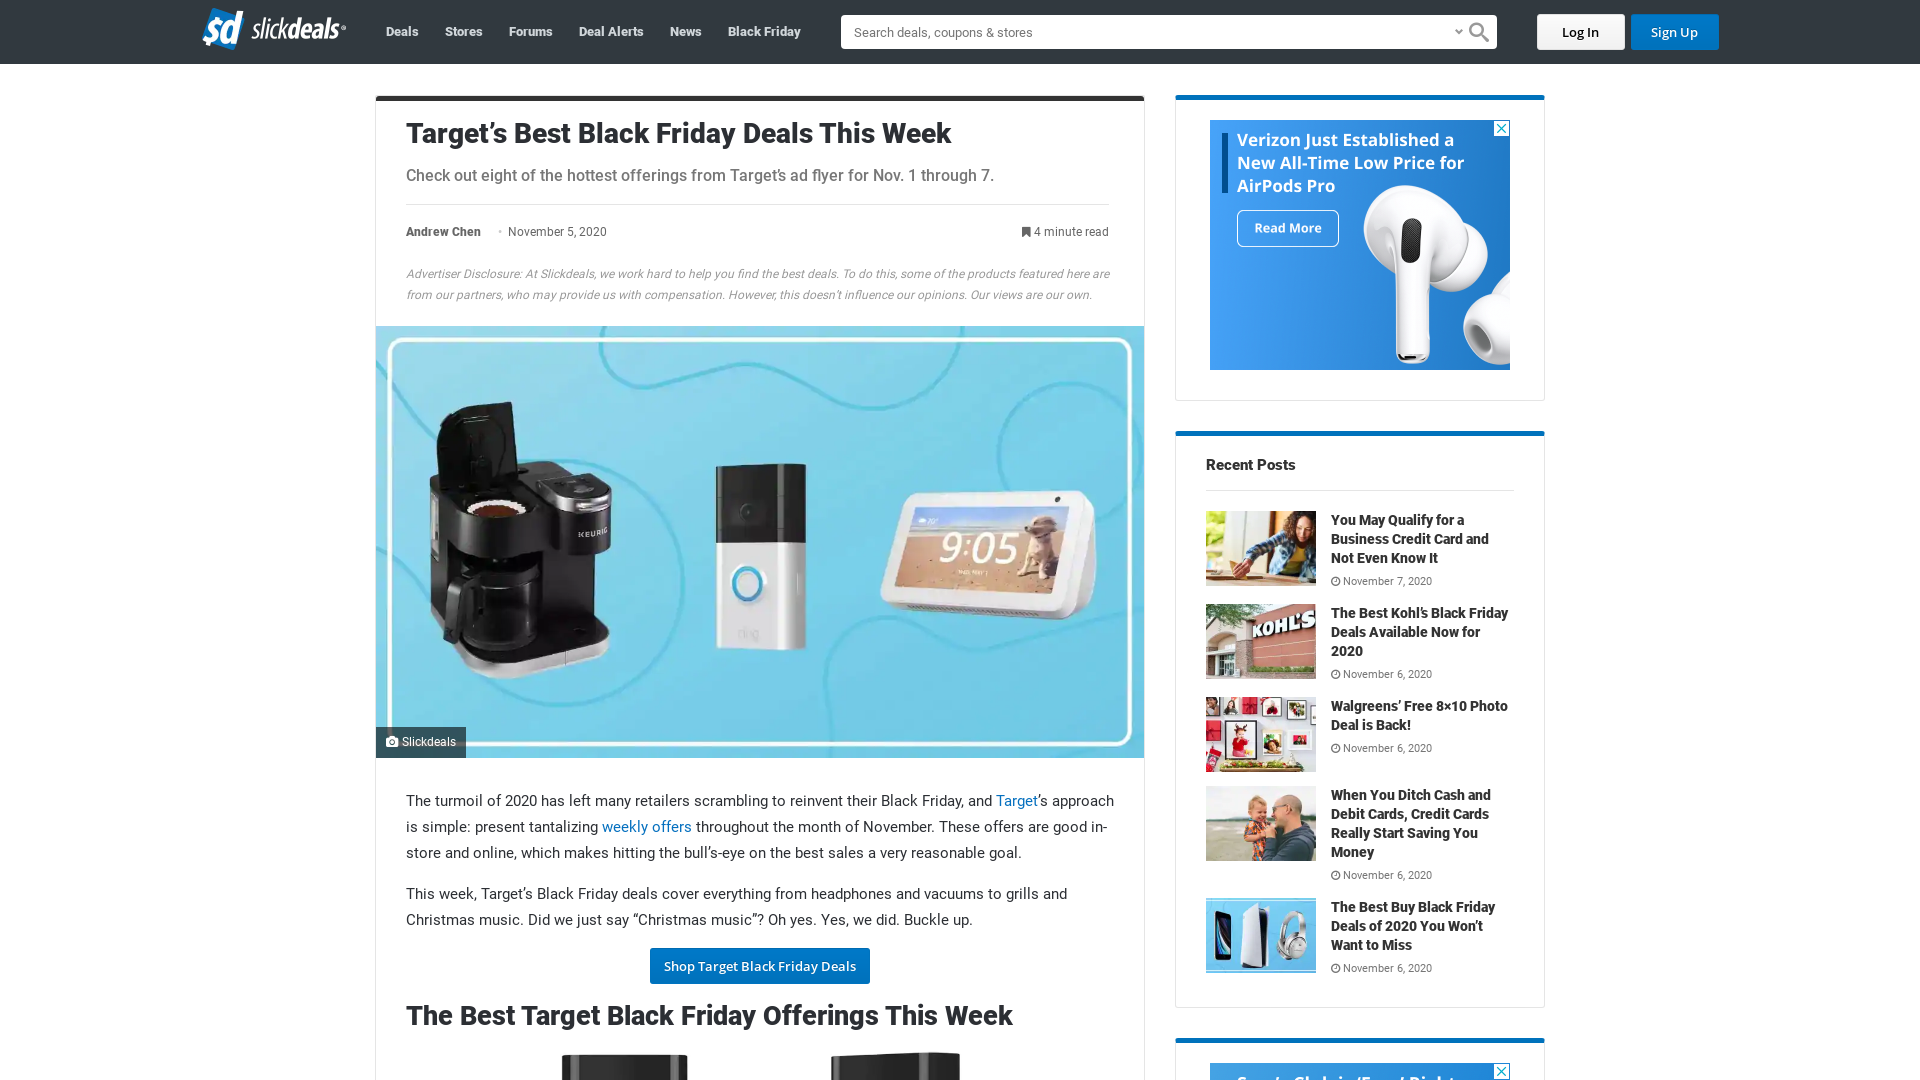 sd slickdeals
Deals
Stores
Forums
Deal Alerts
News
Black Friday
Search deals, coupons & stores
Log In
Sign Up
Target’s Best Black Friday Deals This Week
Check out eight of the hottest offerings from Target’s ad flyer for Nov. 1 through 7.
Andrew Chen • November 5, 2020
4 minute read
Advertiser Disclosure: At Slickdeals, we work hard to help you find the best deals. To do this, some of the products featured here are
from our partners, who may provide us with compensation. However, this doesn’t influence our opinions. Our views are our own.
KEURIG
ring
9:05
Slickdeals
The turmoil of 2020 has left many retailers scrambling to reinvent their Black Friday, and Target’s approach
is simple: present tantalizing weekly offers throughout the month of November. These offers are good in-
store and online, which makes hitting the bull’s-eye on the best sales a very reasonable goal.
This week, Target’s Black Friday deals cover everything from headphones and vacuums to grills and
Christmas music. Did we just say “Christmas music”? Oh yes. Yes, we did. Buckle up.
Shop Target Black Friday Deals
The Best Target Black Friday Offerings This Week
Verizon Just Established a
New All-Time Low Price for
AirPods Pro
Read More
Recent Posts
You May Qualify for a
Business Credit Card and
Not Even Know It
November 7, 2020
KOHL'S
The Best Kohl’s Black Friday
Deals Available Now for
2020
November 6, 2020
Walgreens’ Free 8×10 Photo
Deal is Back!
November 6, 2020
When You Ditch Cash and
Debit Cards, Credit Cards
Really Start Saving You
Money
November 6, 2020
The Best Buy Black Friday
Deals of 2020 You Won’t
Want to Miss
November 6, 2020